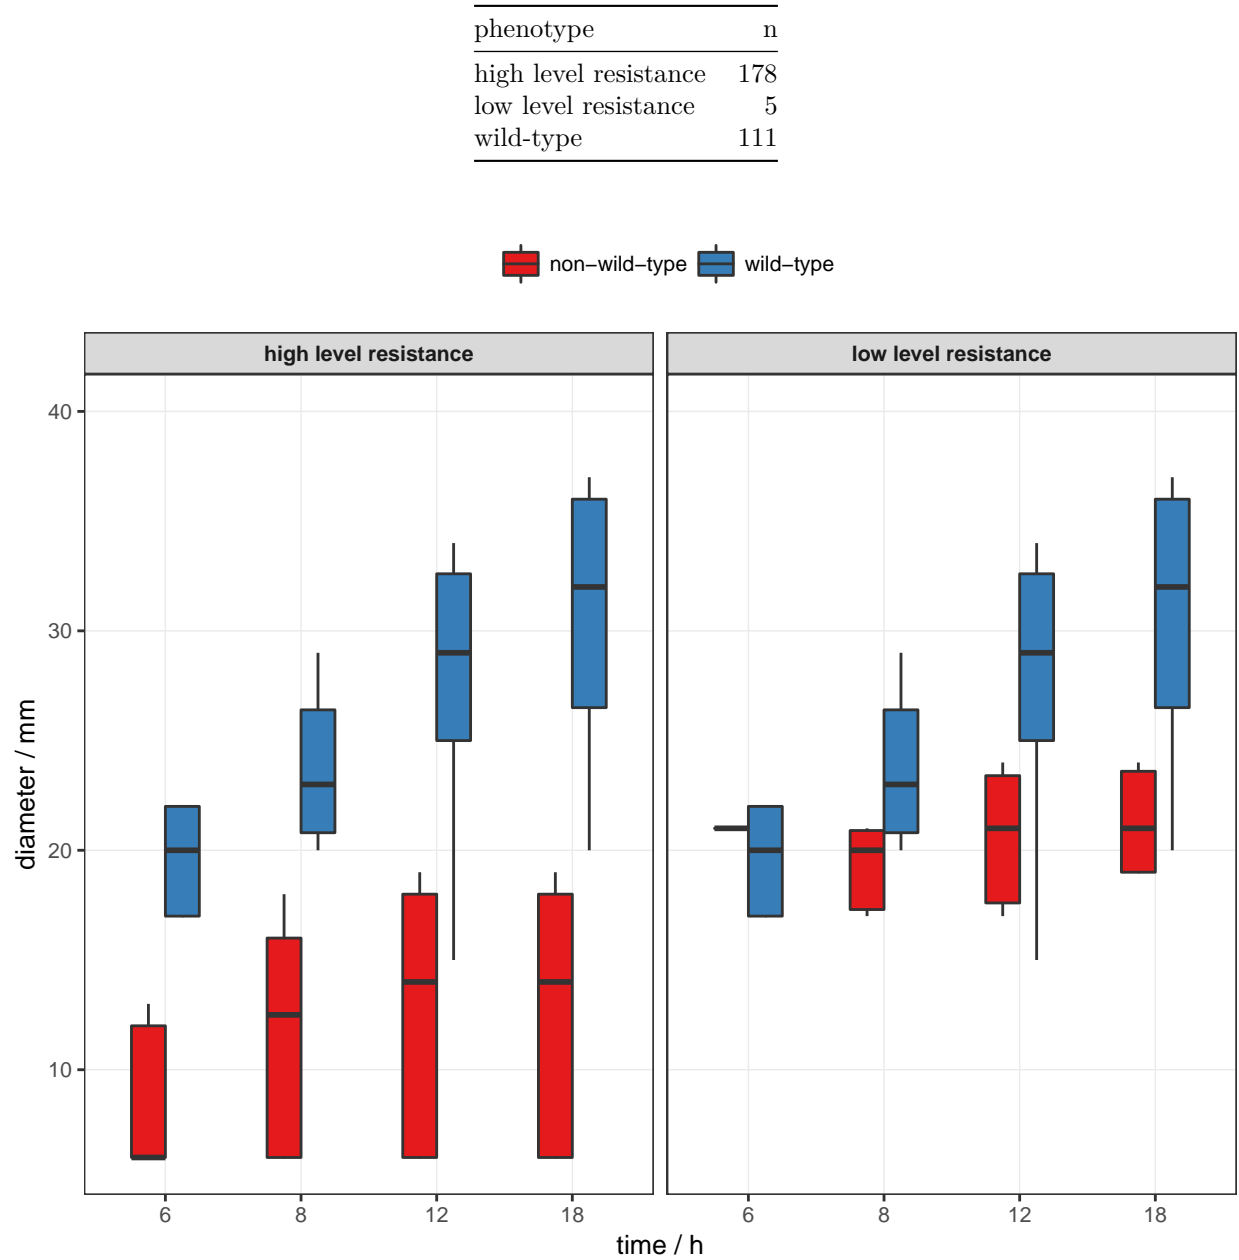 phenotype n
high level resistance 178
low level resistance 5
wild-type 111
non−wild−type wild−type
high level resistance low level resistance
40
30
20
10
diameter / mm
6 8 12 18 6 8 12 18
time / h